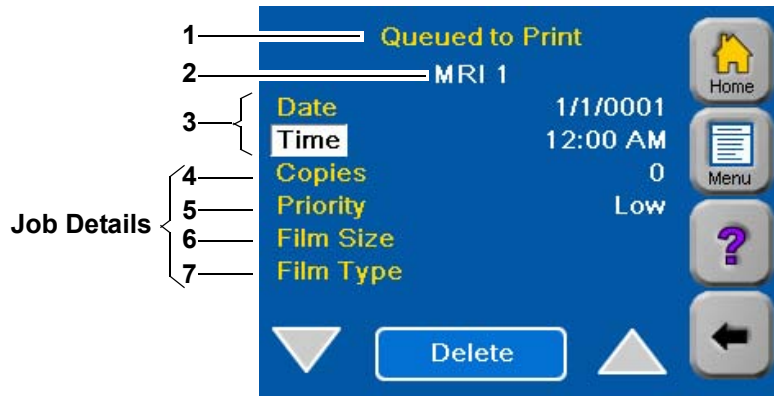 1 Queued to Print
2 MRI 1
Home
3
Date 1/1/0001
Time 12:00 AM
Job Details
4 Copies 0
Menu
5 Priority Low
6 Film Size
?
7 Film Type
Delete